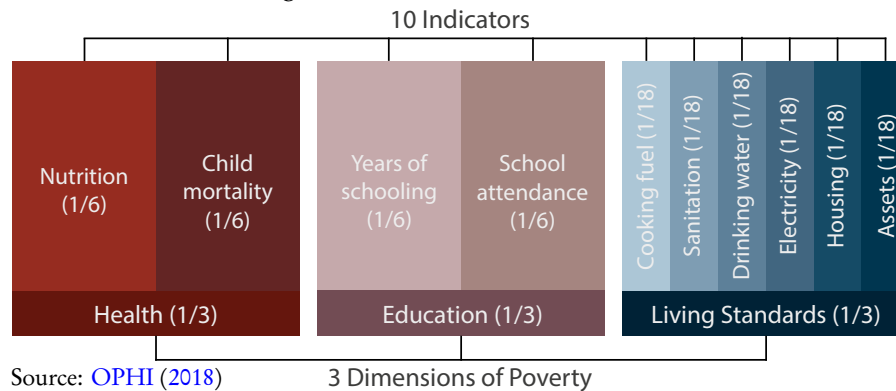 10 Indicators
Nutrition
(1/6)
Child
mortality
(1/6)
Years of
schooling
(1/6)
School
attendance
(1/6)
Cooking fuel (1/18)
Sanitation (1/18)
Drinking water (1/18)
Electricity (1/18)
Housing (1/18)
Assets (1/18)
Health (1/3)
Education (1/3)
Living Standards (1/3)
Source: OPHI (2018)
3 Dimensions of Poverty